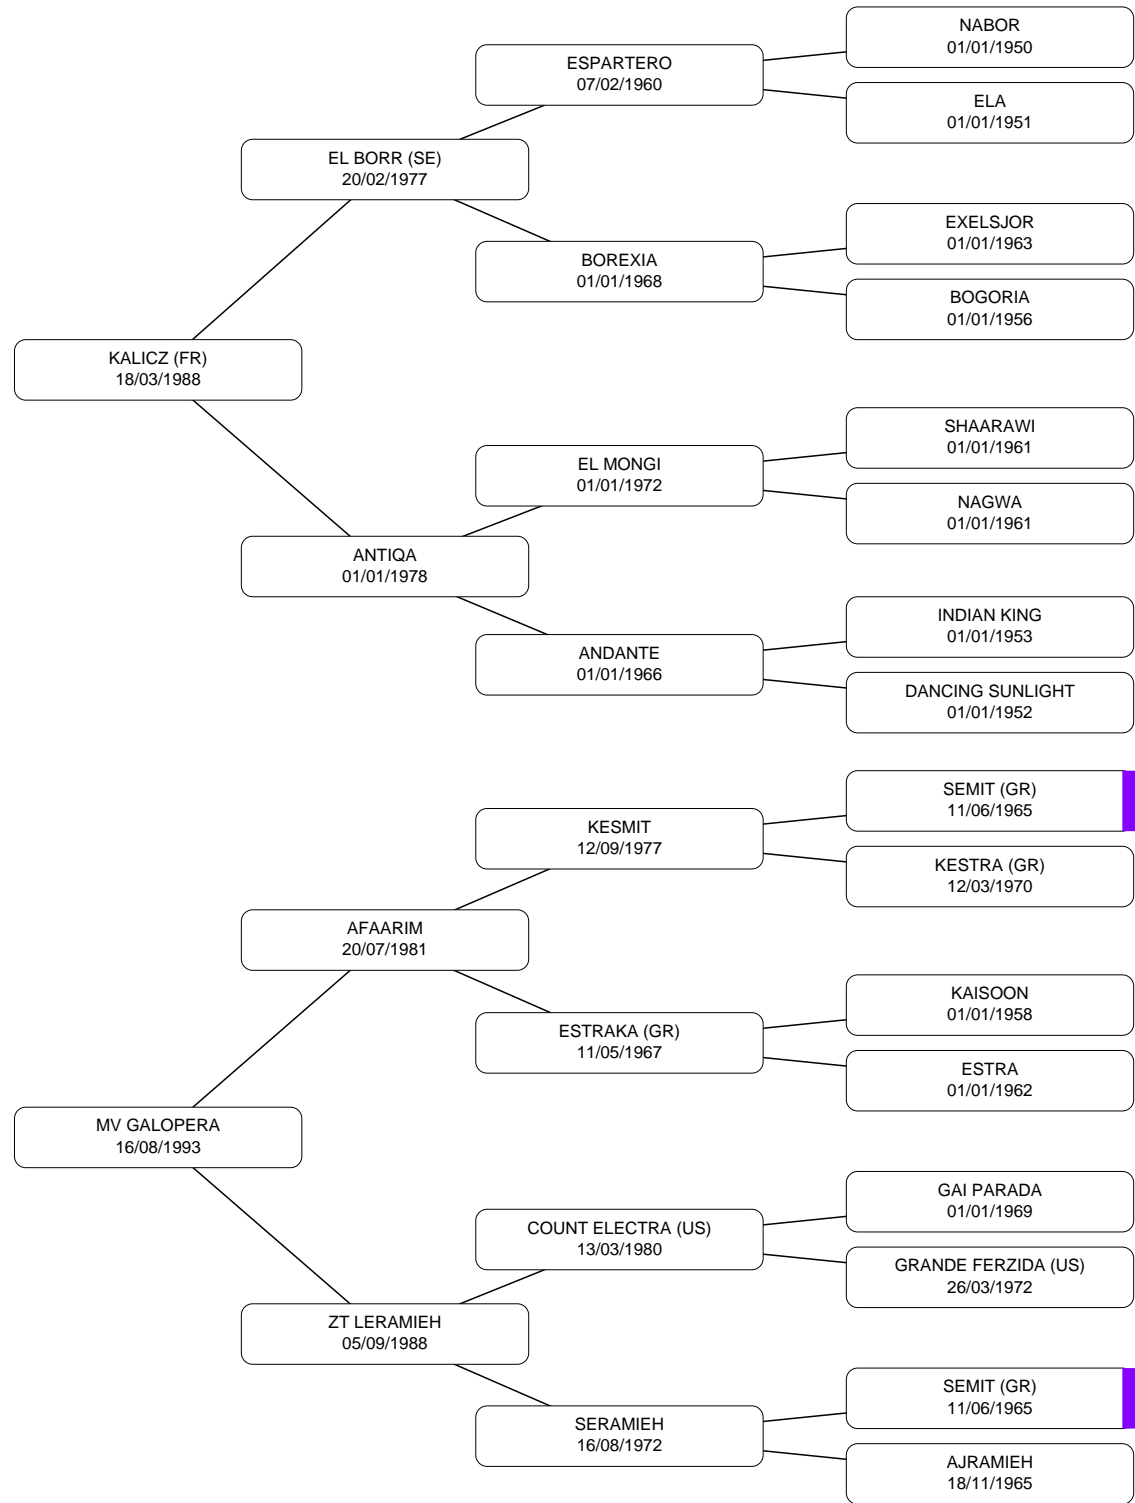 NABOR
01/01/1950
ESPARTERO
07/02/1960
ELA
01/01/1951
EL BORR (SE)
20/02/1977
EXELSJOR
01/01/1963
BOREXIA
01/01/1968
BOGORIA
01/01/1956
KALICZ (FR)
18/03/1988
SHAARAWI
01/01/1961
EL MONGI
01/01/1972
NAGWA
01/01/1961
ANTIQA
01/01/1978
INDIAN KING
01/01/1953
ANDANTE
01/01/1966
DANCING SUNLIGHT
01/01/1952
SEMIT (GR)
11/06/1965
KESMIT
12/09/1977
KESTRA (GR)
12/03/1970
AFAARIM
20/07/1981
KAISOON
01/01/1958
ESTRAKA (GR)
11/05/1967
ESTRA
01/01/1962
MV GALOPERA
16/08/1993
GAI PARADA
01/01/1969
COUNT ELECTRA (US)
13/03/1980
GRANDE FERZIDA (US)
26/03/1972
ZT LERAMIEH
05/09/1988
SEMIT (GR)
11/06/1965
SERAMIEH
16/08/1972
AJRAMIEH
18/11/1965